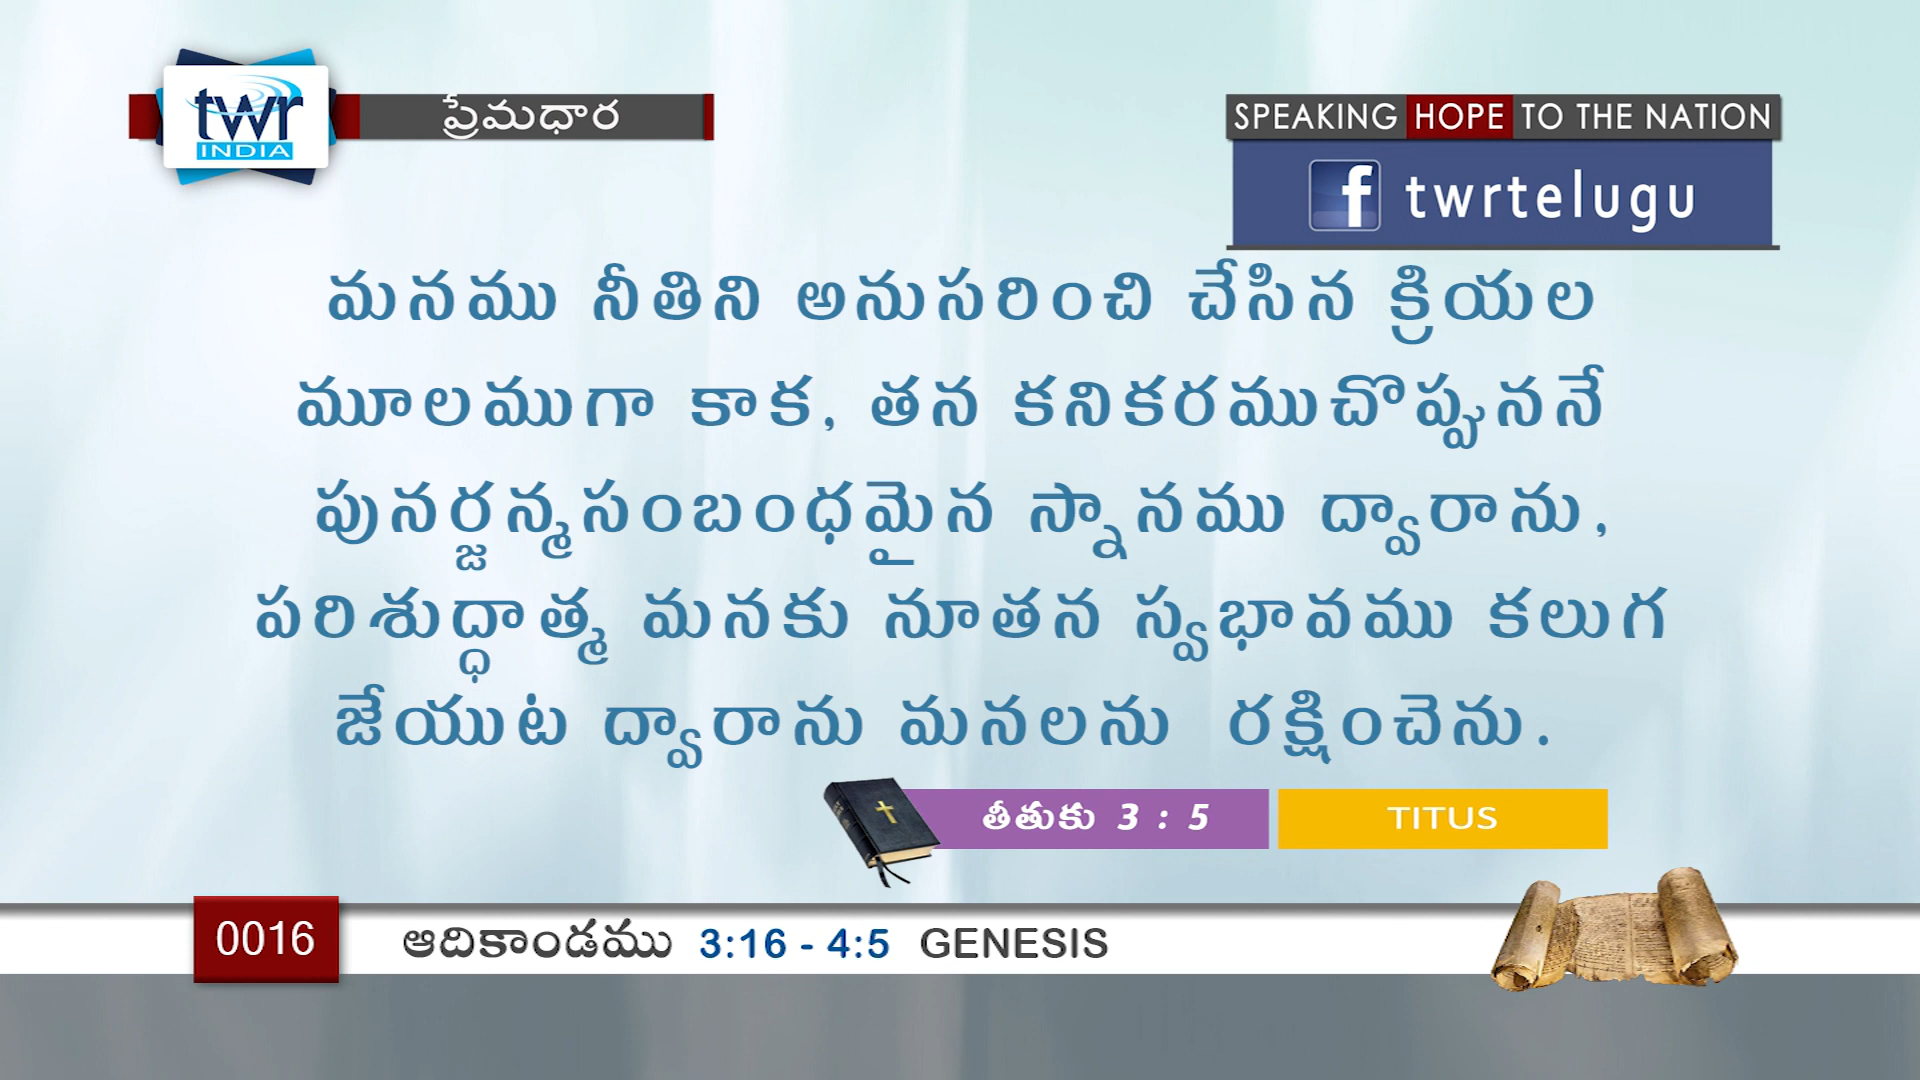 twr
INDIA
ప్రేమధార
SPEAKING HOPE TO THE NATION
f twrtelugu
మనము నీతిని అనుసరించి చేసిన క్రియల
మూలముగా కాక, తన కనికరముచొప్పుననే
పునర్జన్మసంబంధమైన స్నానము ద్వారాను,
పరిశుద్ధాత్మ మనకు నూతన స్వభావము కలుగ
జేయుట ద్వారాను మనలను రక్షించెను.
తీతుకు 3 : 5 TITUS
0016 ఆదికాండము 3:16 - 4:5 GENESIS